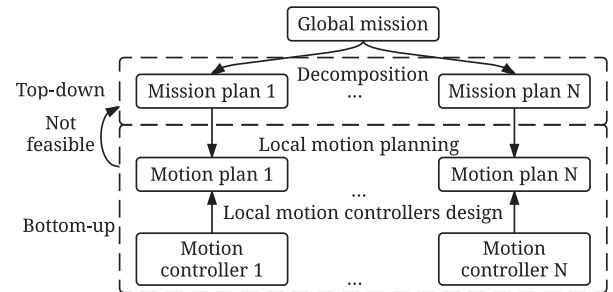 Global mission
Decomposition
Top-down
Mission plan 1
...
Mission plan N
Not
feasible
Local motion planning
Motion plan 1
...
Motion plan N
Local motion controllers design
Bottom-up
Motion
controller 1
...
Motion
controller N